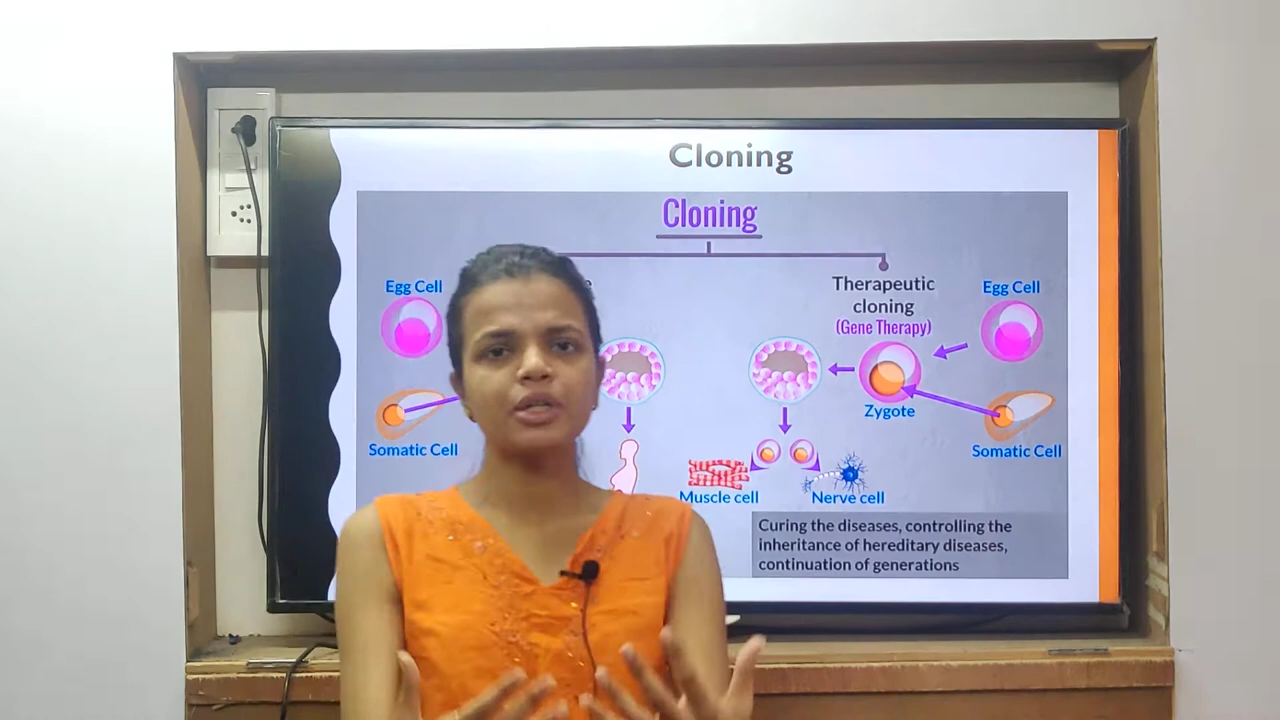 Cloning
Cloning
Egg Cell
Somatic Cell
Therapeutic
cloning
(Gene Therapy)
Egg Cell
Zygote
Somatic Cell
Muscle cell
Nerve cell
Curing the diseases, controlling the
inheritance of hereditary diseases,
continuation of generations